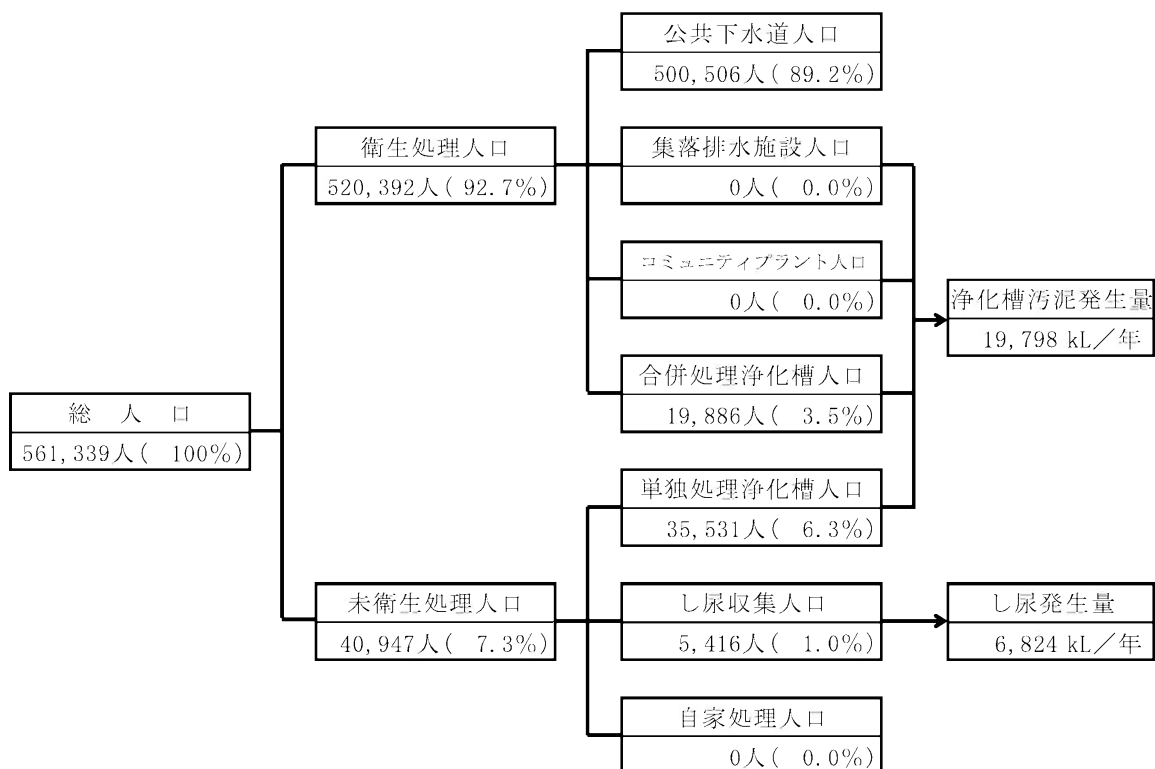 公共下水道人口
500,506人( 89.2%)
衛生処理人口
520,392人( 92.7%)
集落排水施設人口
0人( 0.0%)
コミュニティプラント人口
0人( 0.0%)
浄化槽汚泥発生量
19,798 kL／年
合併処理浄化槽人口
19,886人( 3.5%)
総 人 口
561,339人( 100%)
単独処理浄化槽人口
35,531人( 6.3%)
未衛生処理人口
40,947人( 7.3%)
し尿収集人口
5,416人( 1.0%)
し尿発生量
6,824 kL／年
自家処理人口
0人( 0.0%)